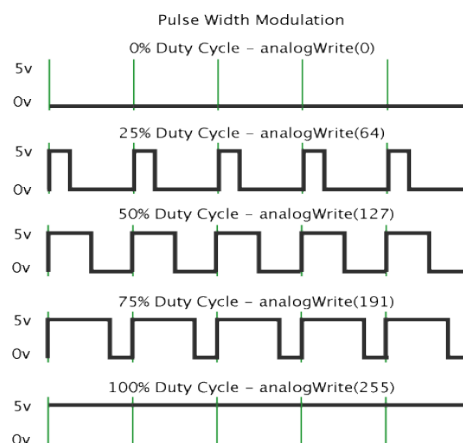 Pulse Width Modulation
0% Duty Cycle – analogWrite(0)
5v
0v
25% Duty Cycle – analogWrite(64)
5v
0v
50% Duty Cycle – analogWrite(127)
5v
0v
75% Duty Cycle – analogWrite(191)
5v
0v
100% Duty Cycle – analogWrite(255)
5v
0v